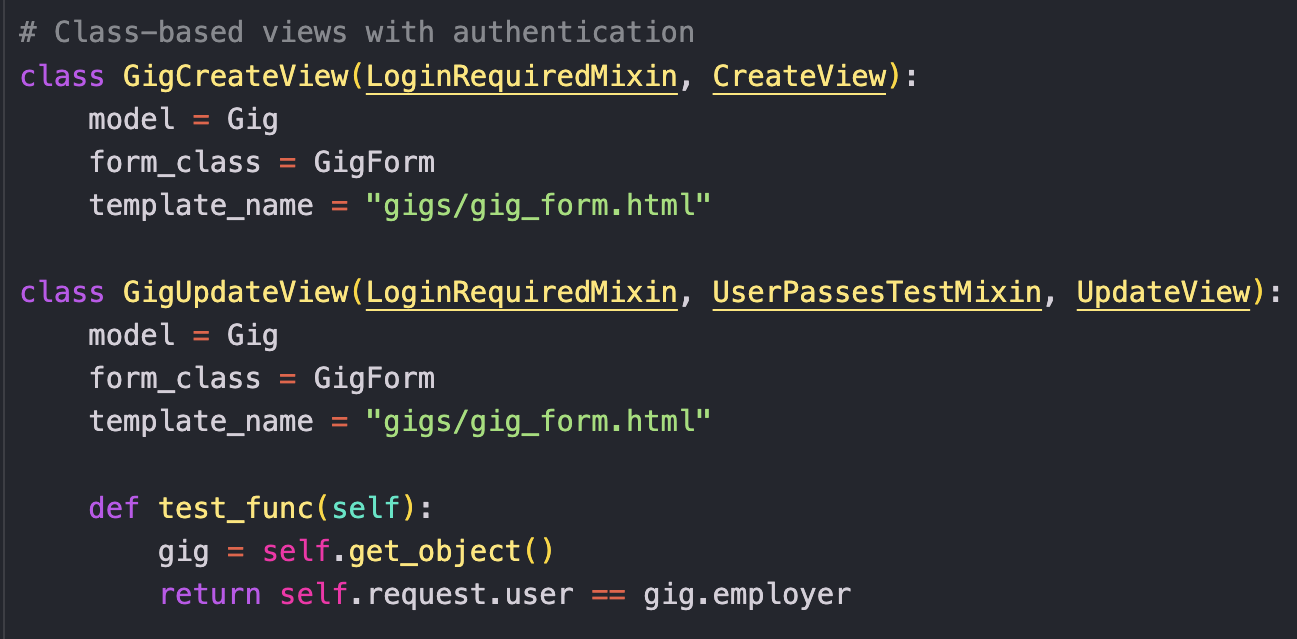 # Class-based views with authentication
class GigCreateView(LoginRequiredMixin, CreateView):
    model = Gig
    form_class = GigForm
    template_name = "gigs/gig_form.html"

class GigUpdateView(LoginRequiredMixin, UserPassesTestMixin, UpdateView):
    model = Gig
    form_class = GigForm
    template_name = "gigs/gig_form.html"

    def test_func(self):
        gig = self.get_object()
        return self.request.user == gig.employer